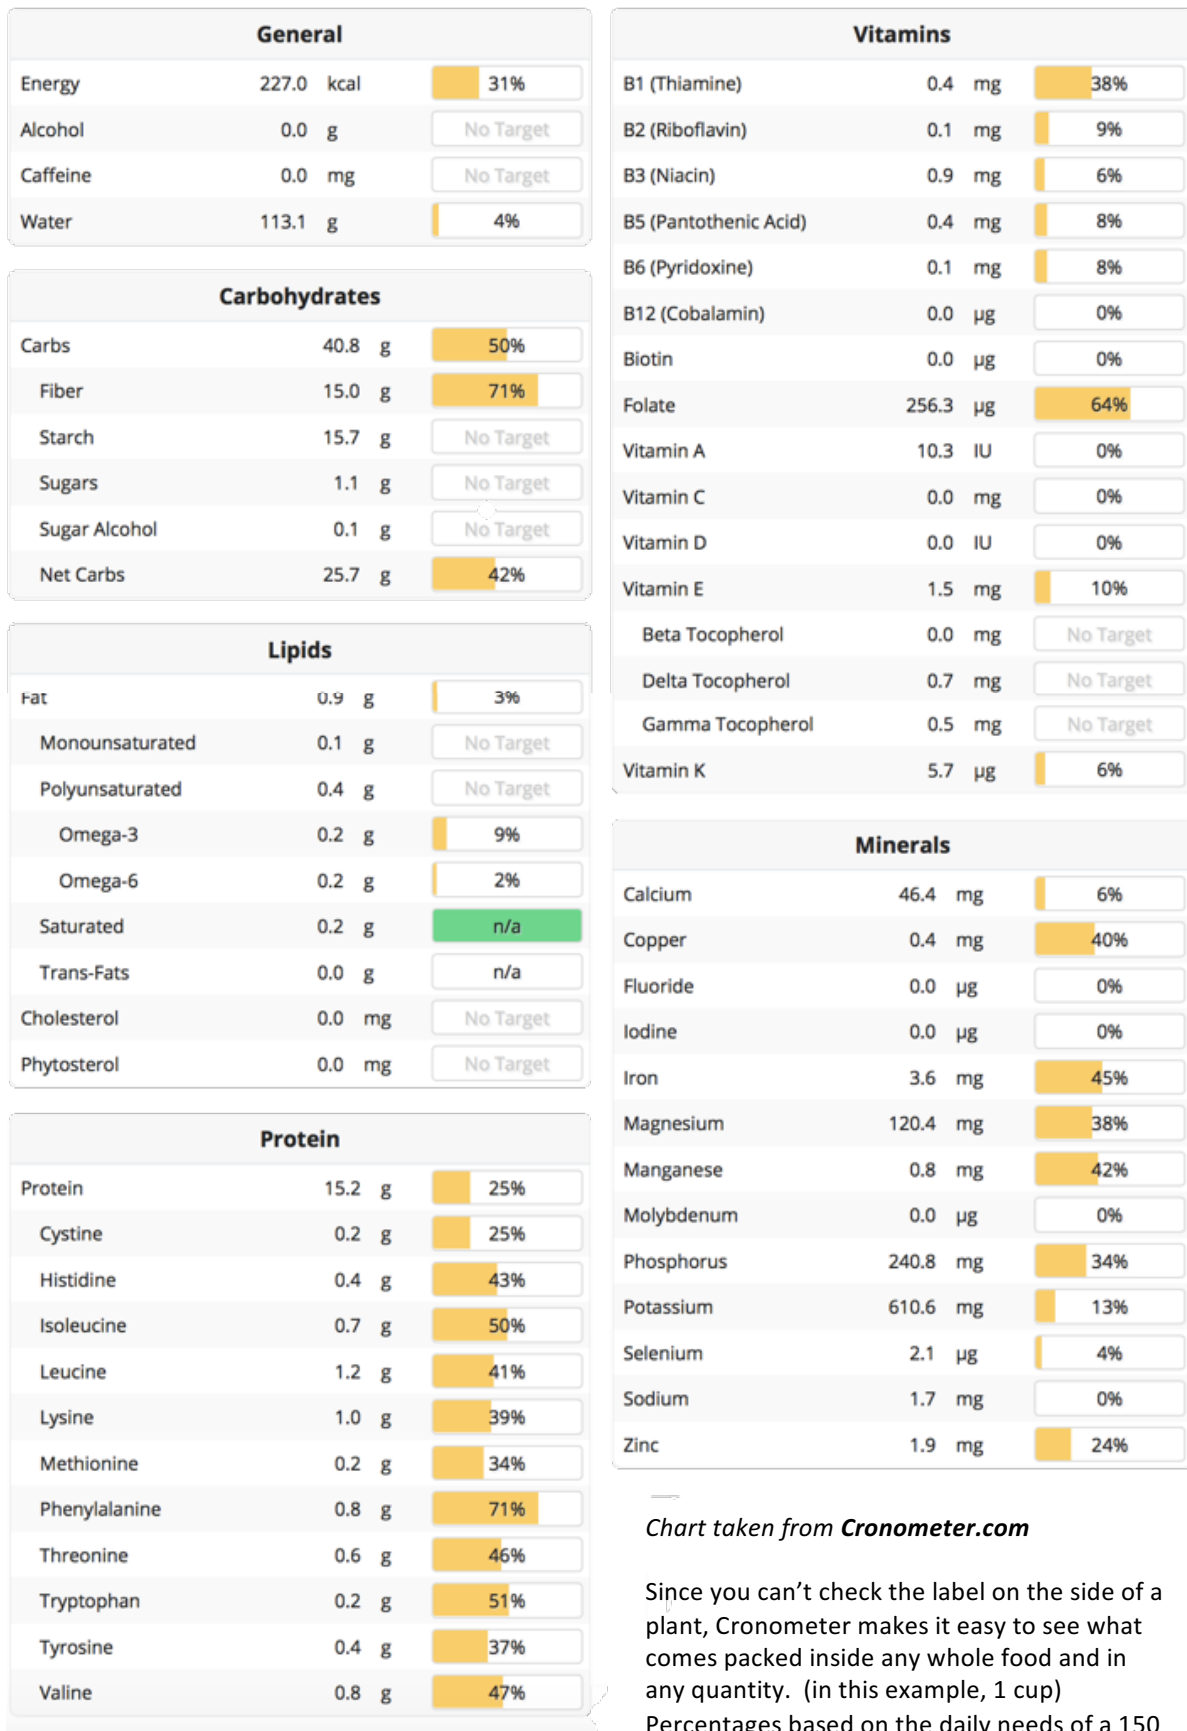 General
Energy 227.0 kcal 31%
Alcohol 0.0 g No Target
Caffeine 0.0 mg No Target
Water 113.1 g 4%
Carbohydrates
Carbs 40.8 g 50%
Fiber 15.0 g 71%
Starch 15.7 g No Target
Sugars 1.1 g No Target
Sugar Alcohol 0.1 g No Target
Net Carbs 25.7 g 42%
Lipids
Fat 0.9 g 3%
Monounsaturated 0.1 g No Target
Polyunsaturated 0.4 g No Target
Omega-3 0.2 g 9%
Omega-6 0.2 g 2%
Saturated 0.2 g n/a
Trans-Fats 0.0 g n/a
Cholesterol 0.0 mg No Target
Phytosterol 0.0 mg No Target
Protein
Protein 15.2 g 25%
Cystine 0.2 g 25%
Histidine 0.4 g 43%
Isoleucine 0.7 g 50%
Leucine 1.2 g 41%
Lysine 1.0 g 39%
Methionine 0.2 g 34%
Phenylalanine 0.8 g 71%
Threonine 0.6 g 46%
Tryptophan 0.2 g 51%
Tyrosine 0.4 g 37%
Valine 0.8 g 47%
Vitamins
B1 (Thiamine) 0.4 mg 38%
B2 (Riboflavin) 0.1 mg 9%
B3 (Niacin) 0.9 mg 6%
B5 (Pantothenic Acid) 0.4 mg 8%
B6 (Pyridoxine) 0.1 mg 8%
B12 (Cobalamin) 0.0 µg 0%
Biotin 0.0 µg 0%
Folate 256.3 µg 64%
Vitamin A 10.3 IU 0%
Vitamin C 0.0 mg 0%
Vitamin D 0.0 IU 0%
Vitamin E 1.5 mg 10%
Beta Tocopherol 0.0 mg No Target
Delta Tocopherol 0.7 mg No Target
Gamma Tocopherol 0.5 mg No Target
Vitamin K 5.7 µg 6%
Minerals
Calcium 46.4 mg 6%
Copper 0.4 mg 40%
Fluoride 0.0 µg 0%
Iodine 0.0 µg 0%
Iron 3.6 mg 45%
Magnesium 120.4 mg 38%
Manganese 0.8 mg 42%
Molybdenum 0.0 µg 0%
Phosphorus 240.8 mg 34%
Potassium 610.6 mg 13%
Selenium 2.1 µg 4%
Sodium 1.7 mg 0%
Zinc 1.9 mg 24%
Chart taken from Cronometer.com
Since you can't check the label on the side of a
plant, Cronometer makes it easy to see what
comes packed inside any whole food and in
any quantity. (in this example, 1 cup)
Percentages based on the daily needs of a 150